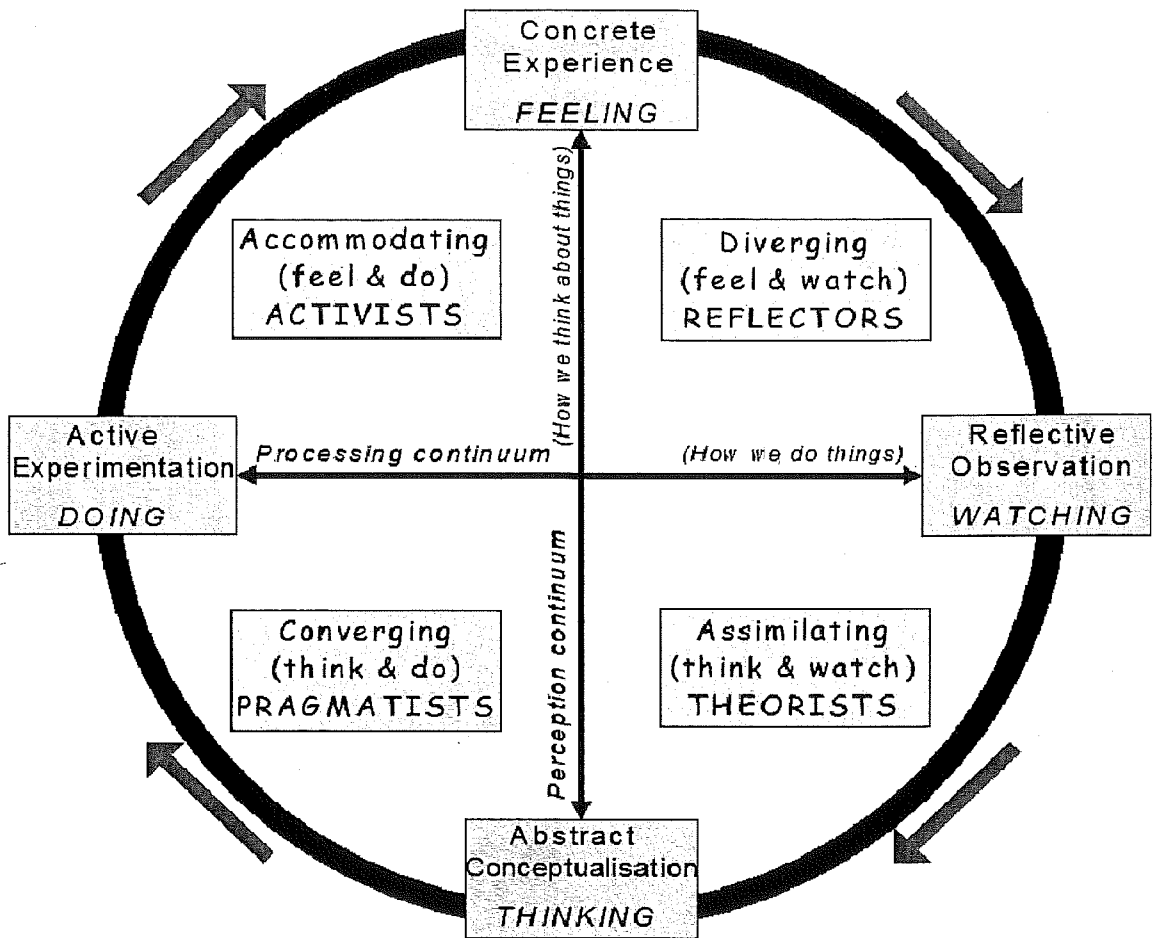 Concrete
Experience
FEELING
(How we think about things)
Accommodating
(feel & do)
ACTIVISTS
Diverging
(feel & watch)
REFLECTORS
Active
Experimentation
DOING
Processing continuum
(How we do things)
Reflective
Observation
WATCHING
Perception continuum
Converging
(think & do)
PRAGMATISTS
Assimilating
(think & watch)
THEORISTS
Abstract
Conceptualisation
THINKING